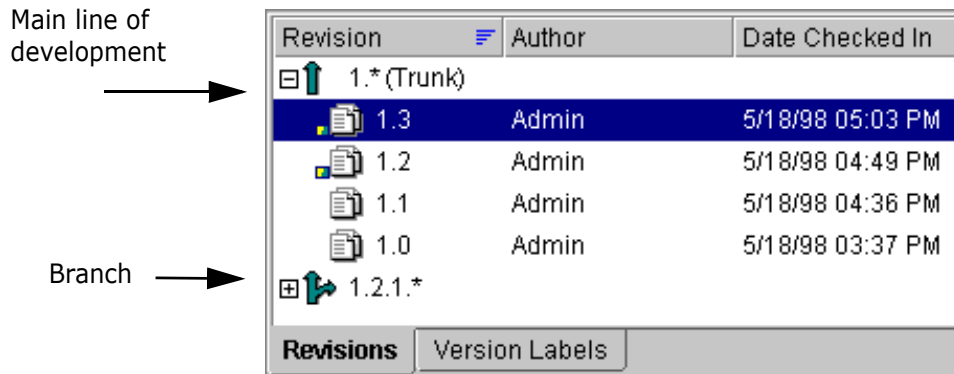 Main line of
development
Revision Author Date Checked In
1.* (Trunk)
1.3 Admin 5/18/98 05:03 PM
1.2 Admin 5/18/98 04:49 PM
1.1 Admin 5/18/98 04:36 PM
1.0 Admin 5/18/98 03:37 PM
Branch
1.2.1.*
Revisions Version Labels